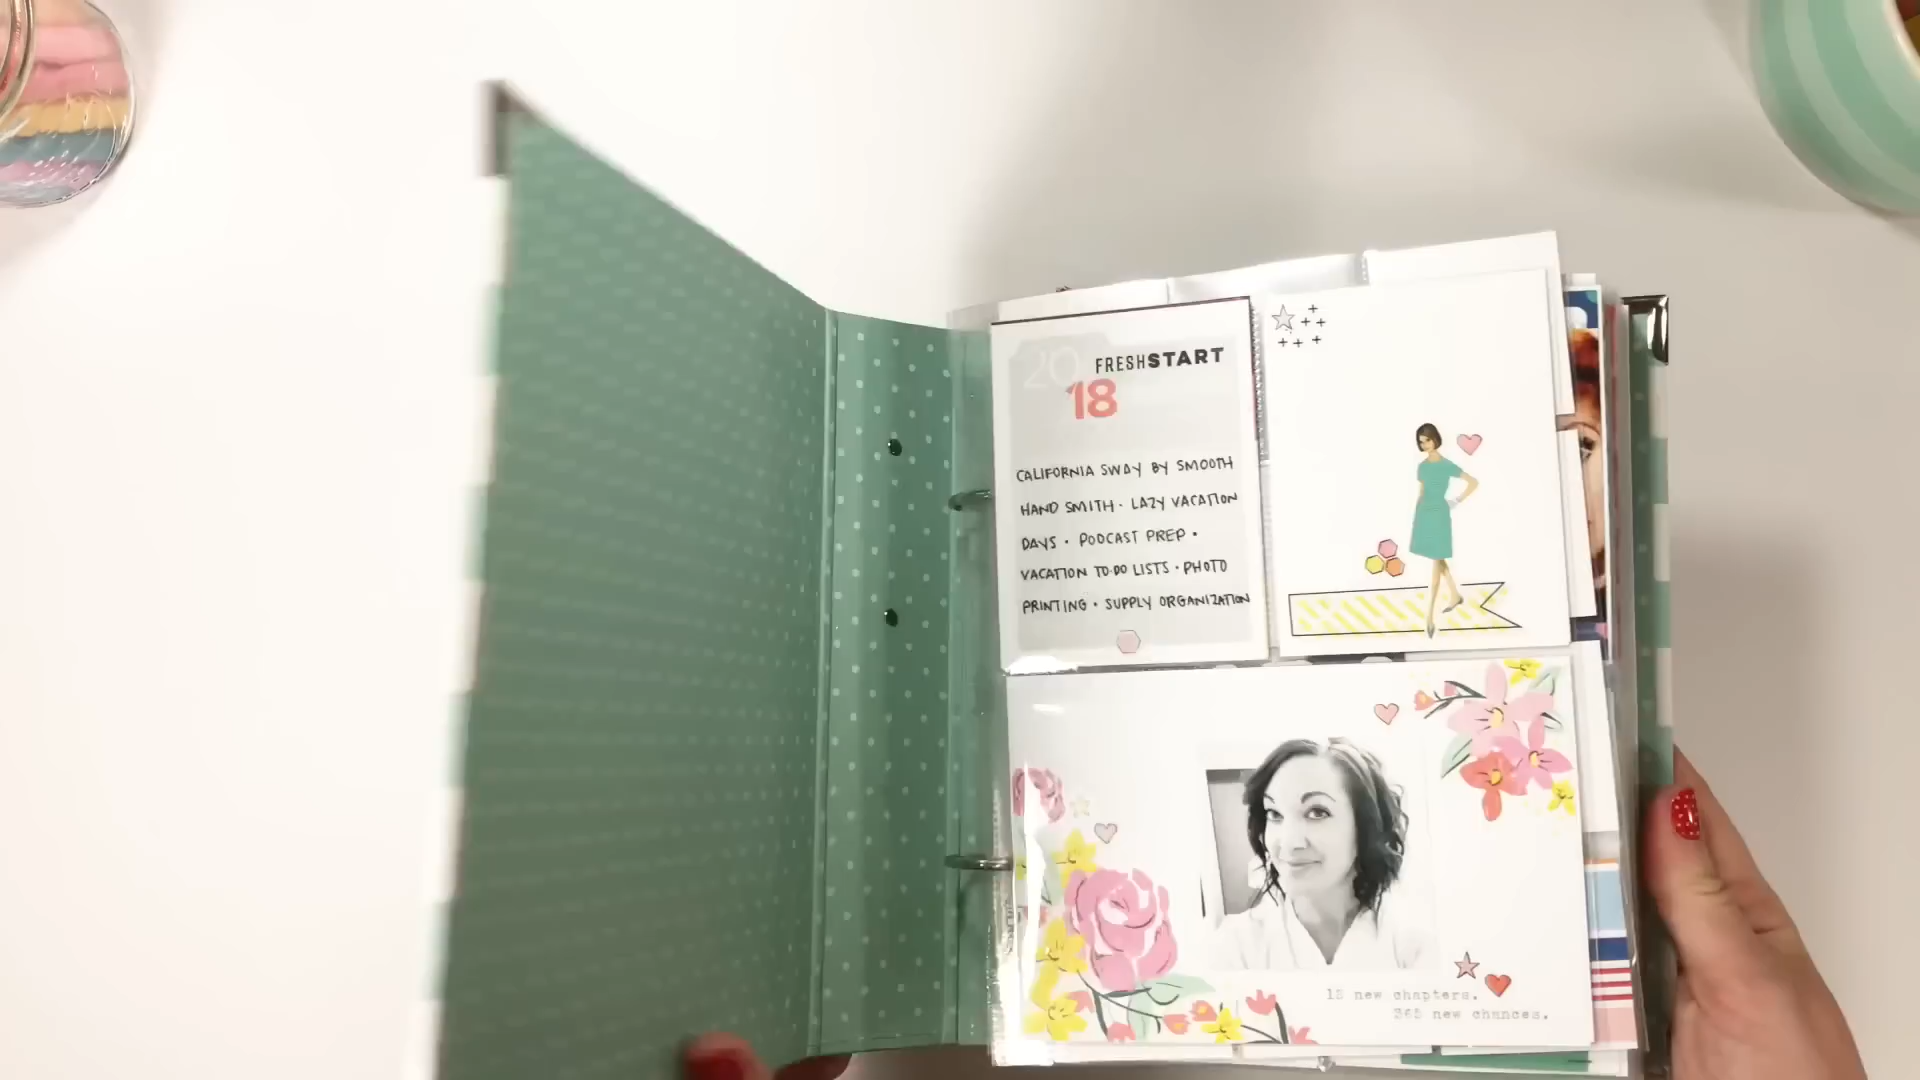 20
FRESHSTART
18
CALIFORNIA SWAY BY SMOOTH
HAND SMITH • LAZY VACATION
DAYS • PODCAST PREP •
VACATION TO-DO LISTS • PHOTO
PRINTING • SUPPLY ORGANIZATION
12 new chapters.
365 new chances.